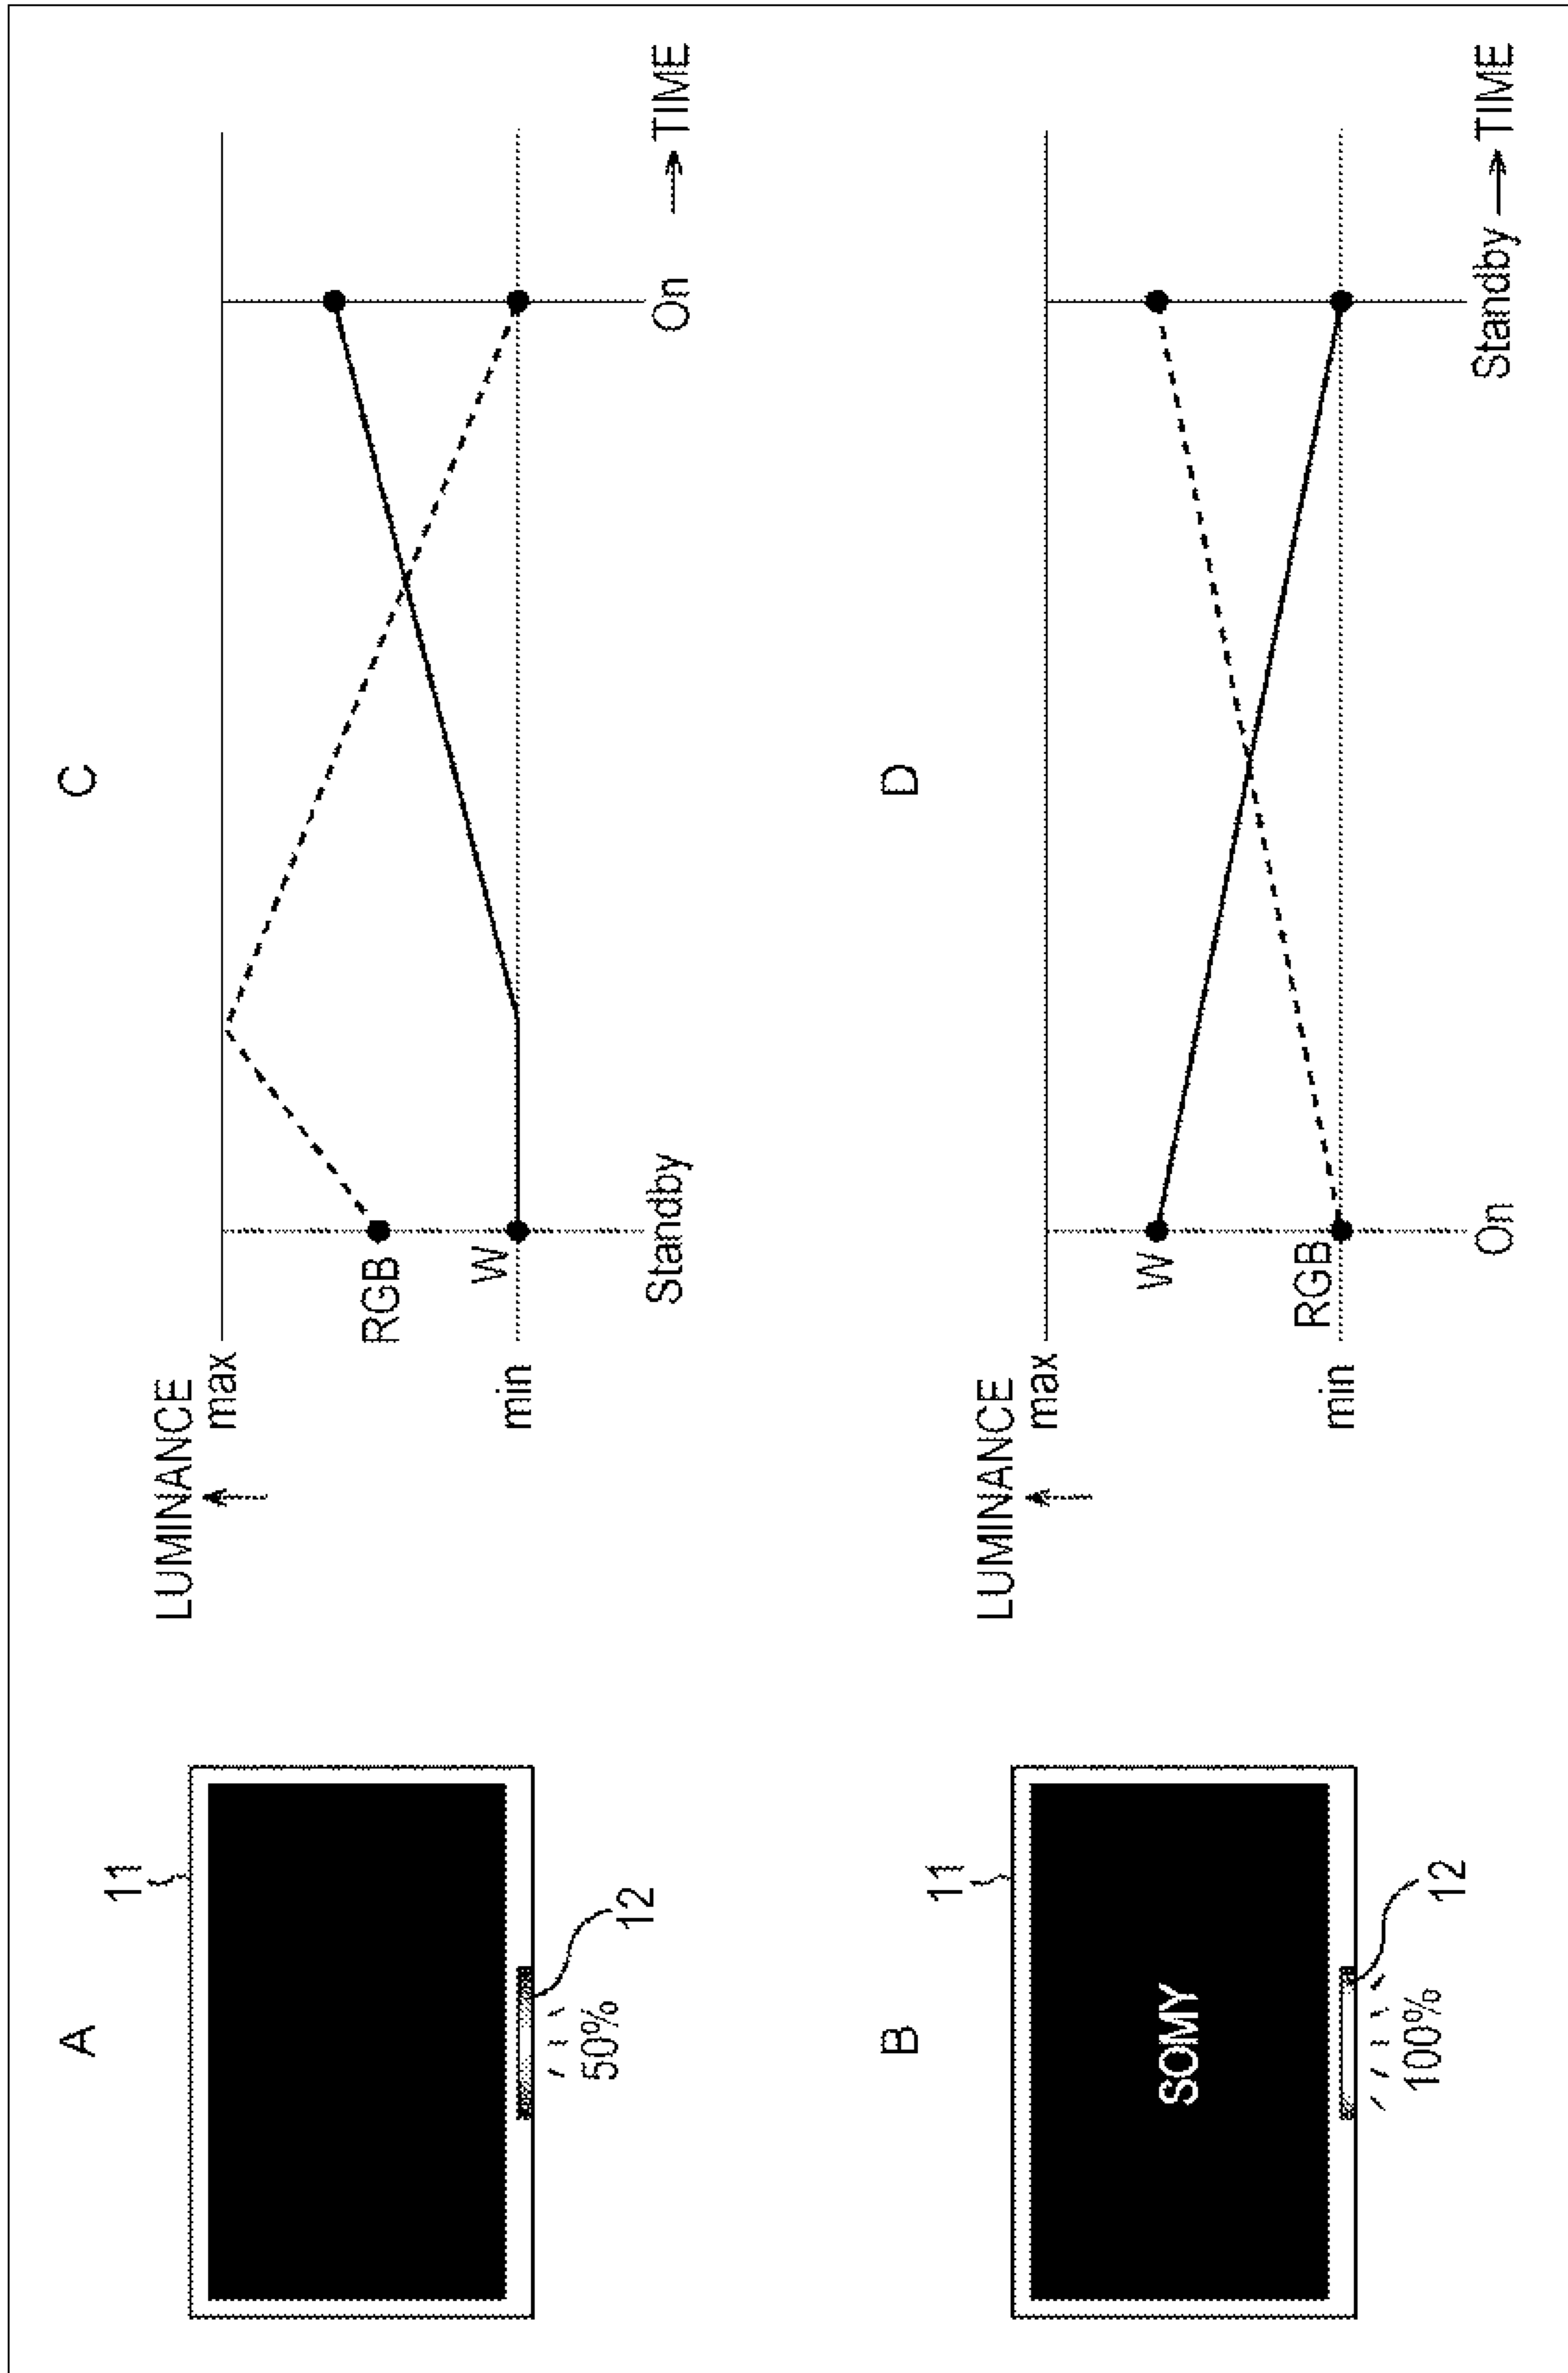 A
11
12
50%
C
LUMINANCE
max
RGB
W
min
Standby
On
TIME
B
11
SOMY
12
100%
D
LUMINANCE
max
W
RGB
min
On
Standby
TIME